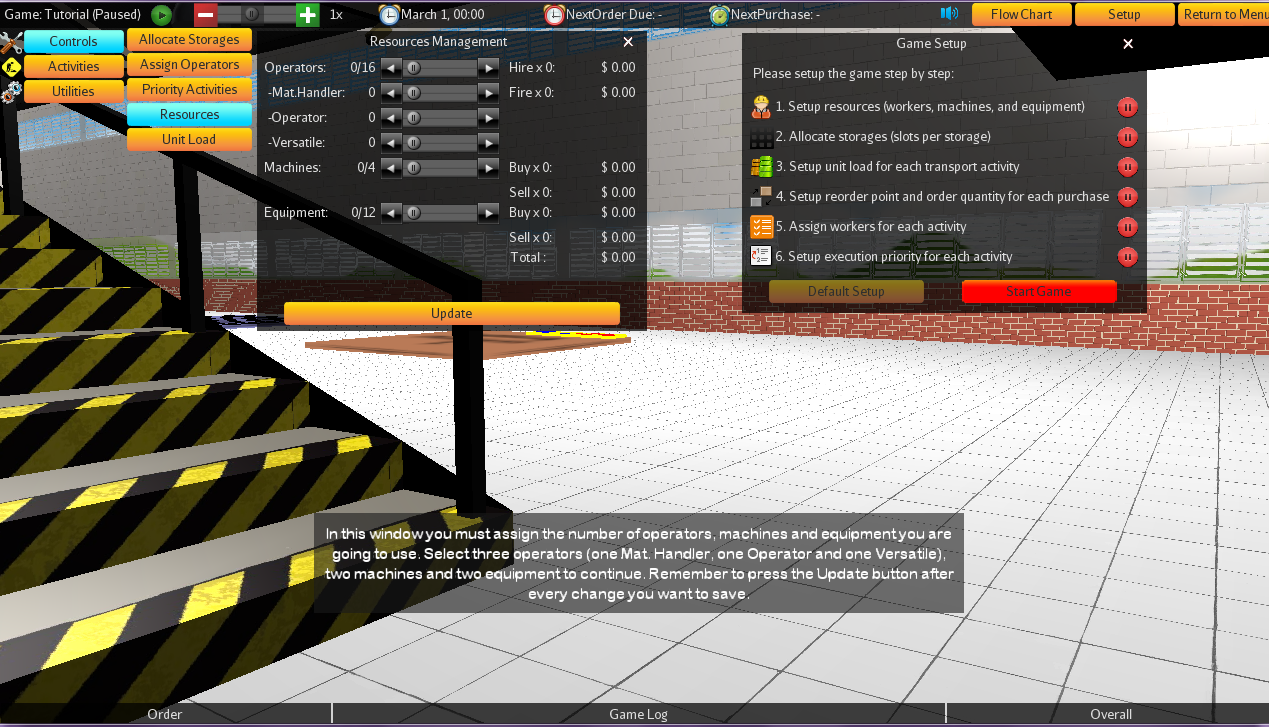 Game: Tutorial (Paused)
1x
March 1, 00:00
NextOrder Due: -
NextPurchase: -
Flow Chart
Setup
Return to Menu
Controls
Activities
Utilities
Allocate Storages
Assign Operators
Priority Activities
Resources
Unit Load
Resources Management
Operators: 0/16 Hire x 0: $ 0.00
-Mat.Handler: 0 Fire x 0: $ 0.00
-Operator: 0
-Versatile: 0
Machines: 0/4 Buy x 0: $ 0.00
Sell x 0: $ 0.00
Equipment: 0/12 Buy x 0: $ 0.00
Sell x 0: $ 0.00
Total : $ 0.00
Update
Game Setup
Please setup the game step by step:
1. Setup resources (workers, machines, and equipment)
2. Allocate storages (slots per storage)
3. Setup unit load for each transport activity
4. Setup reorder point and order quantity for each purchase
5. Assign workers for each activity
6. Setup execution priority for each activity
Default Setup
Start Game
In this window you must assign the number of operators, machines and equipment you are
going to use. Select three operators (one Mat. Handler, one Operator and one Versatile),
two machines and two equipment to continue. Remember to press the Update button after
every change you want to save.
Order
Game Log
Overall